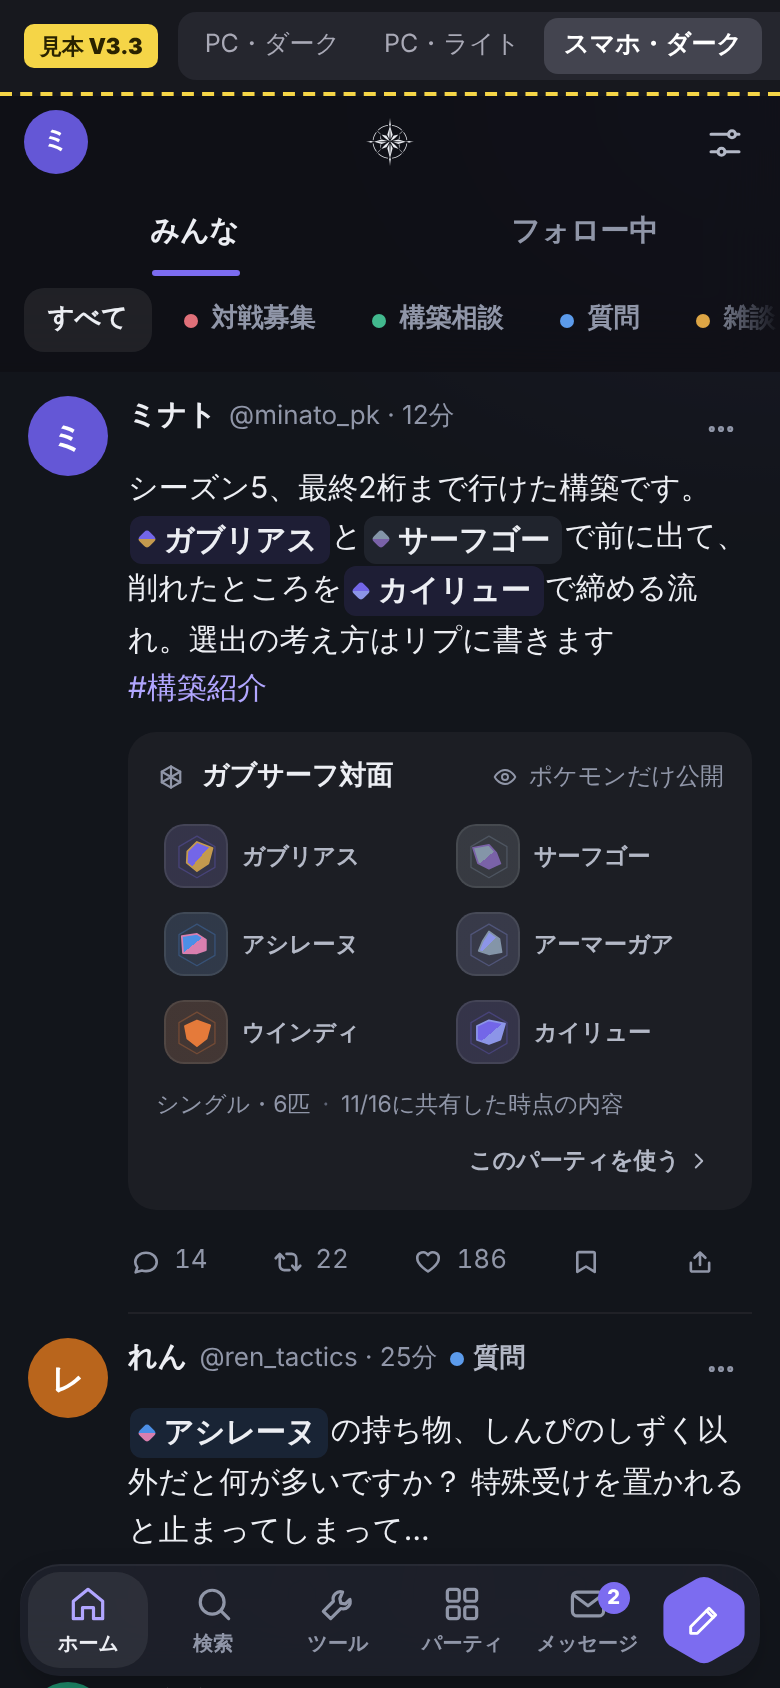 見本 V3.3
PC・ダーク
PC・ライト
スマホ・ダーク
ミ
みんな
フォロー中
すべて
対戦募集
構築相談
質問
雑談
ミ
ミナト @minato_pk · 12分
シーズン5、最終2桁まで行けた構築です。
ガブリアスとサーフゴーで前に出て、
削れたところをカイリューで締める流
れ。選出の考え方はリプに書きます
#構築紹介
ガブサーフ対面
ポケモンだけ公開
ガブリアス
サーフゴー
アシレーヌ
アーマーガア
ウインディ
カイリュー
シングル・6匹 · 11/16に共有した時点の内容
このパーティを使う
14
22
186
レ
れん @ren_tactics · 25分 質問
アシレーヌの持ち物、しんぴのしずく以
外だと何が多いですか？ 特殊受けを置かれる
と止まってしまって...
ホーム
検索
ツール
パーティ
メッセージ
2